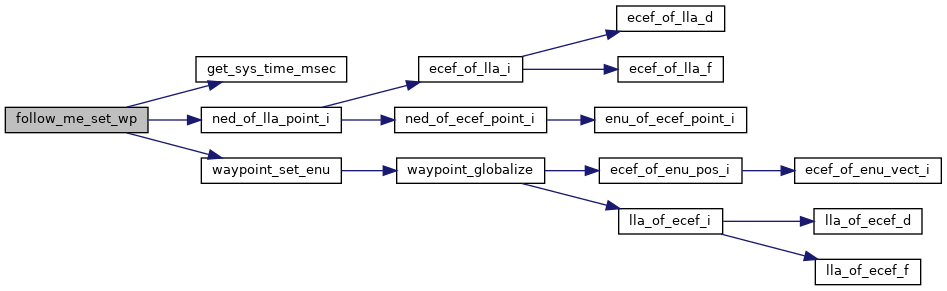 ecef_of_lla_d
get_sys_time_msec
ecef_of_lla_i
ecef_of_lla_f
follow_me_set_wp
ned_of_lla_point_i
ned_of_ecef_point_i
enu_of_ecef_point_i
waypoint_set_enu
waypoint_globalize
ecef_of_enu_pos_i
ecef_of_enu_vect_i
lla_of_ecef_i
lla_of_ecef_d
lla_of_ecef_f